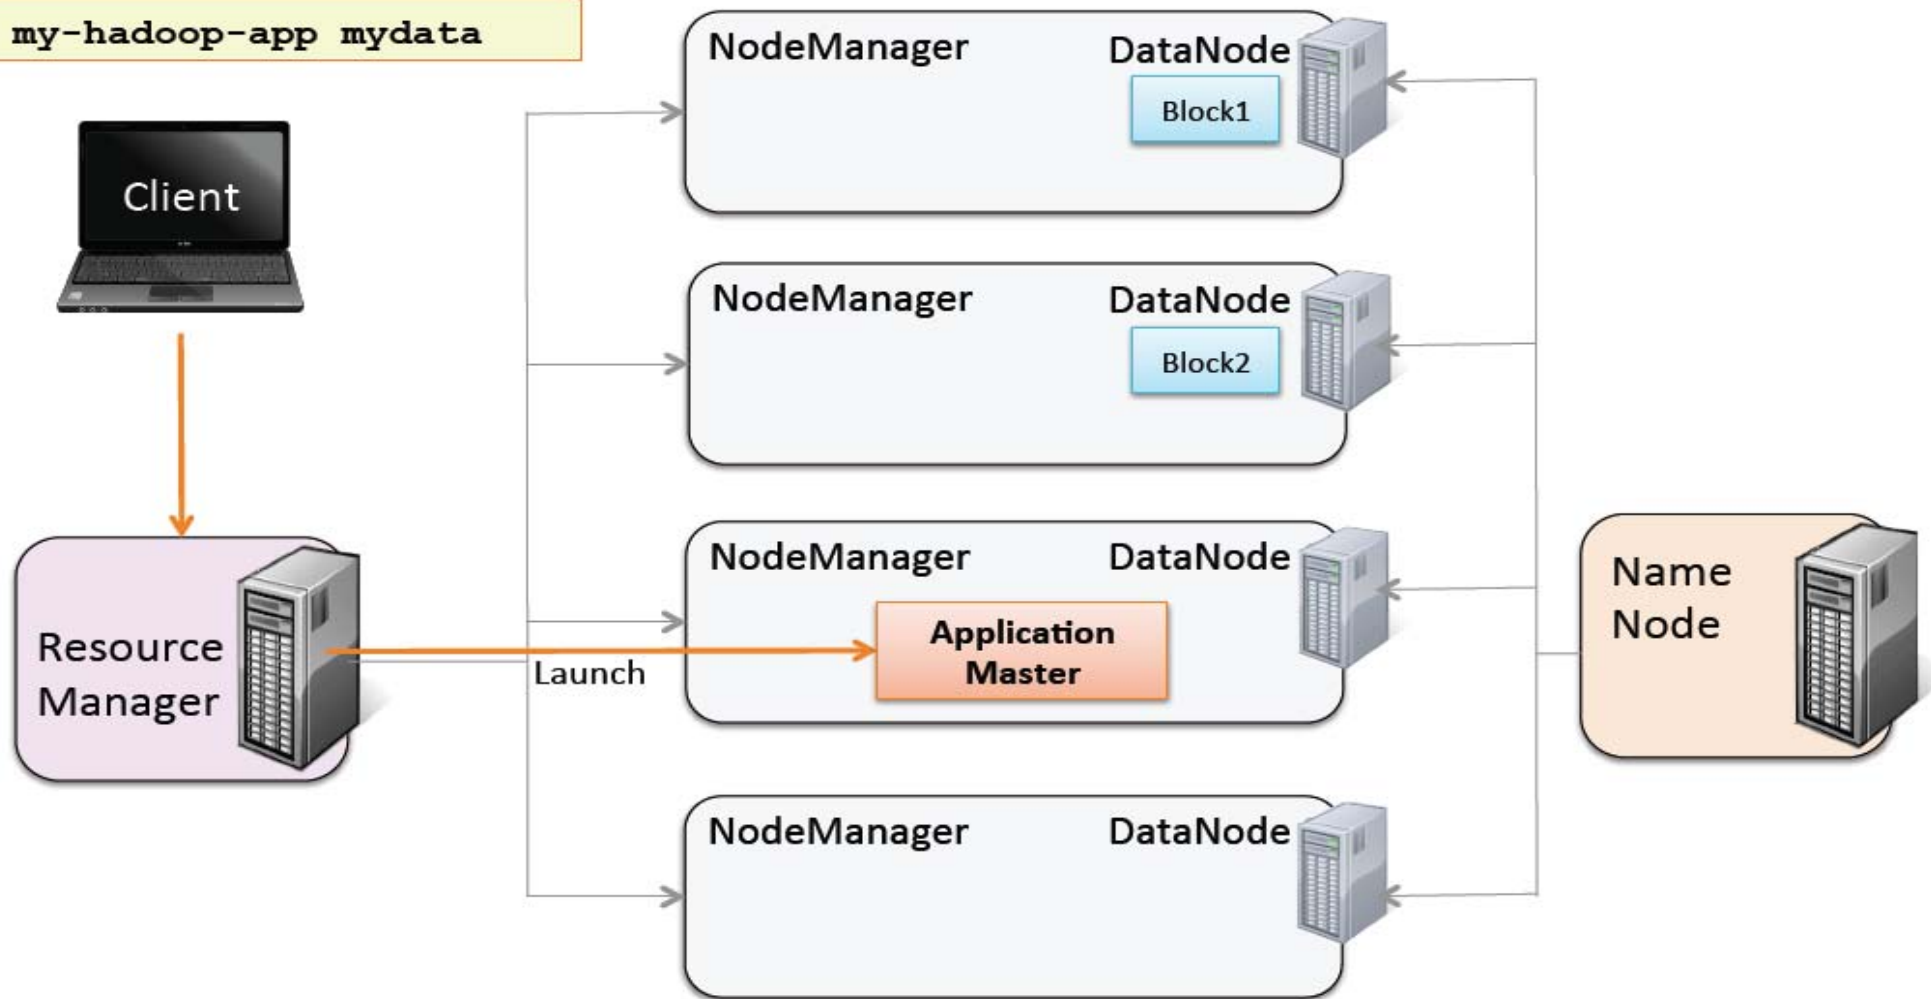 my-hadoop-app mydata
Client
Resource
Manager
Launch
NodeManager DataNode
Block1
NodeManager DataNode
Block2
NodeManager DataNode
Application
Master
NodeManager DataNode
Name
Node